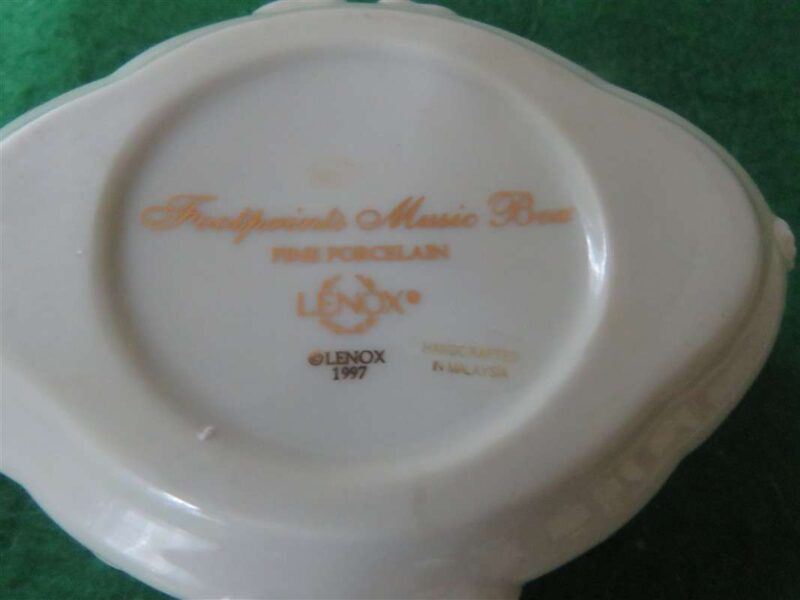 Footprints Music Box
FINE PORCELAIN
LENOX®
©LENOX
1997
HANDCRAFTED
IN MALAYSIA